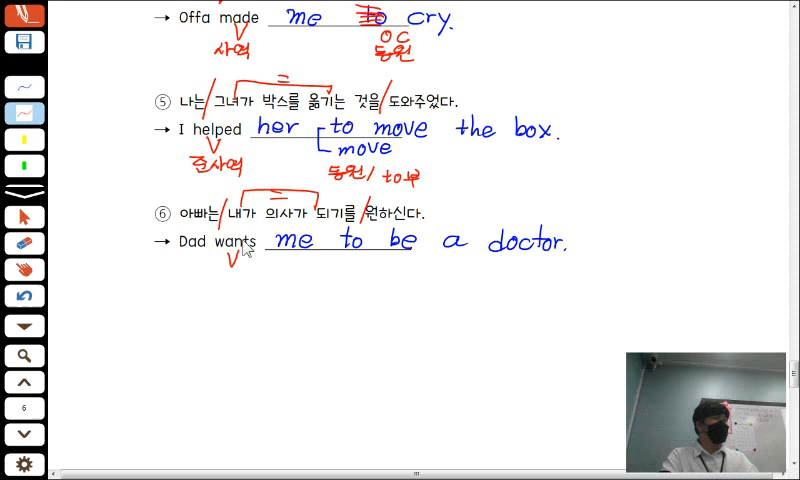 → Offa made me to cry.
사역 O C
동원
⑤ 나는 그녀가 박스를 옮기는 것을 도와주었다.
→ I helped her to move the box.
move
준사역 동원 / to부
⑥ 아빠는 내가 의사가 되기를 원하신다.
→ Dad wants me to be a doctor.
V
6